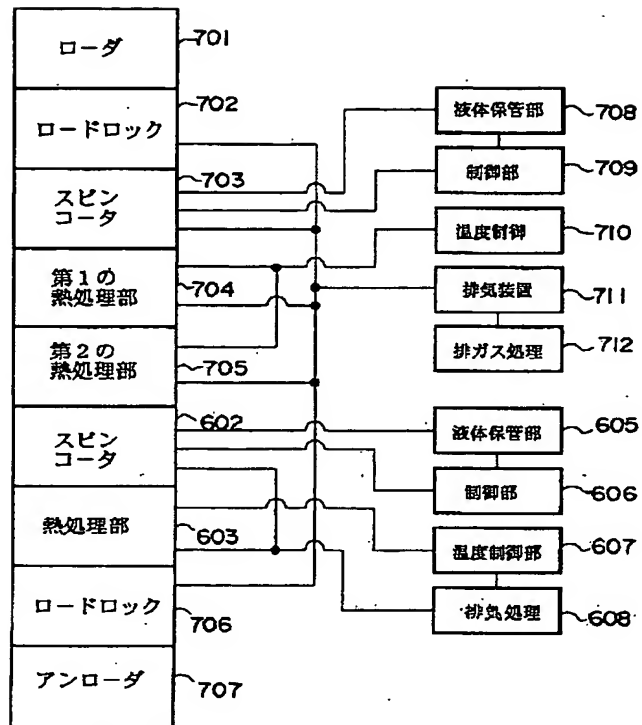 ローダ
701
ロードロック
702
スピン
コータ
703
第1の
熱処理部
704
第2の
熱処理部
705
スピン
コータ
602
熱処理部
603
ロードロック
706
アンローダ
707
液体保管部
708
制御部
709
温度制御
710
排気装置
711
排ガス処理
712
液体保管部
605
制御部
606
温度制御部
607
排気処理
608